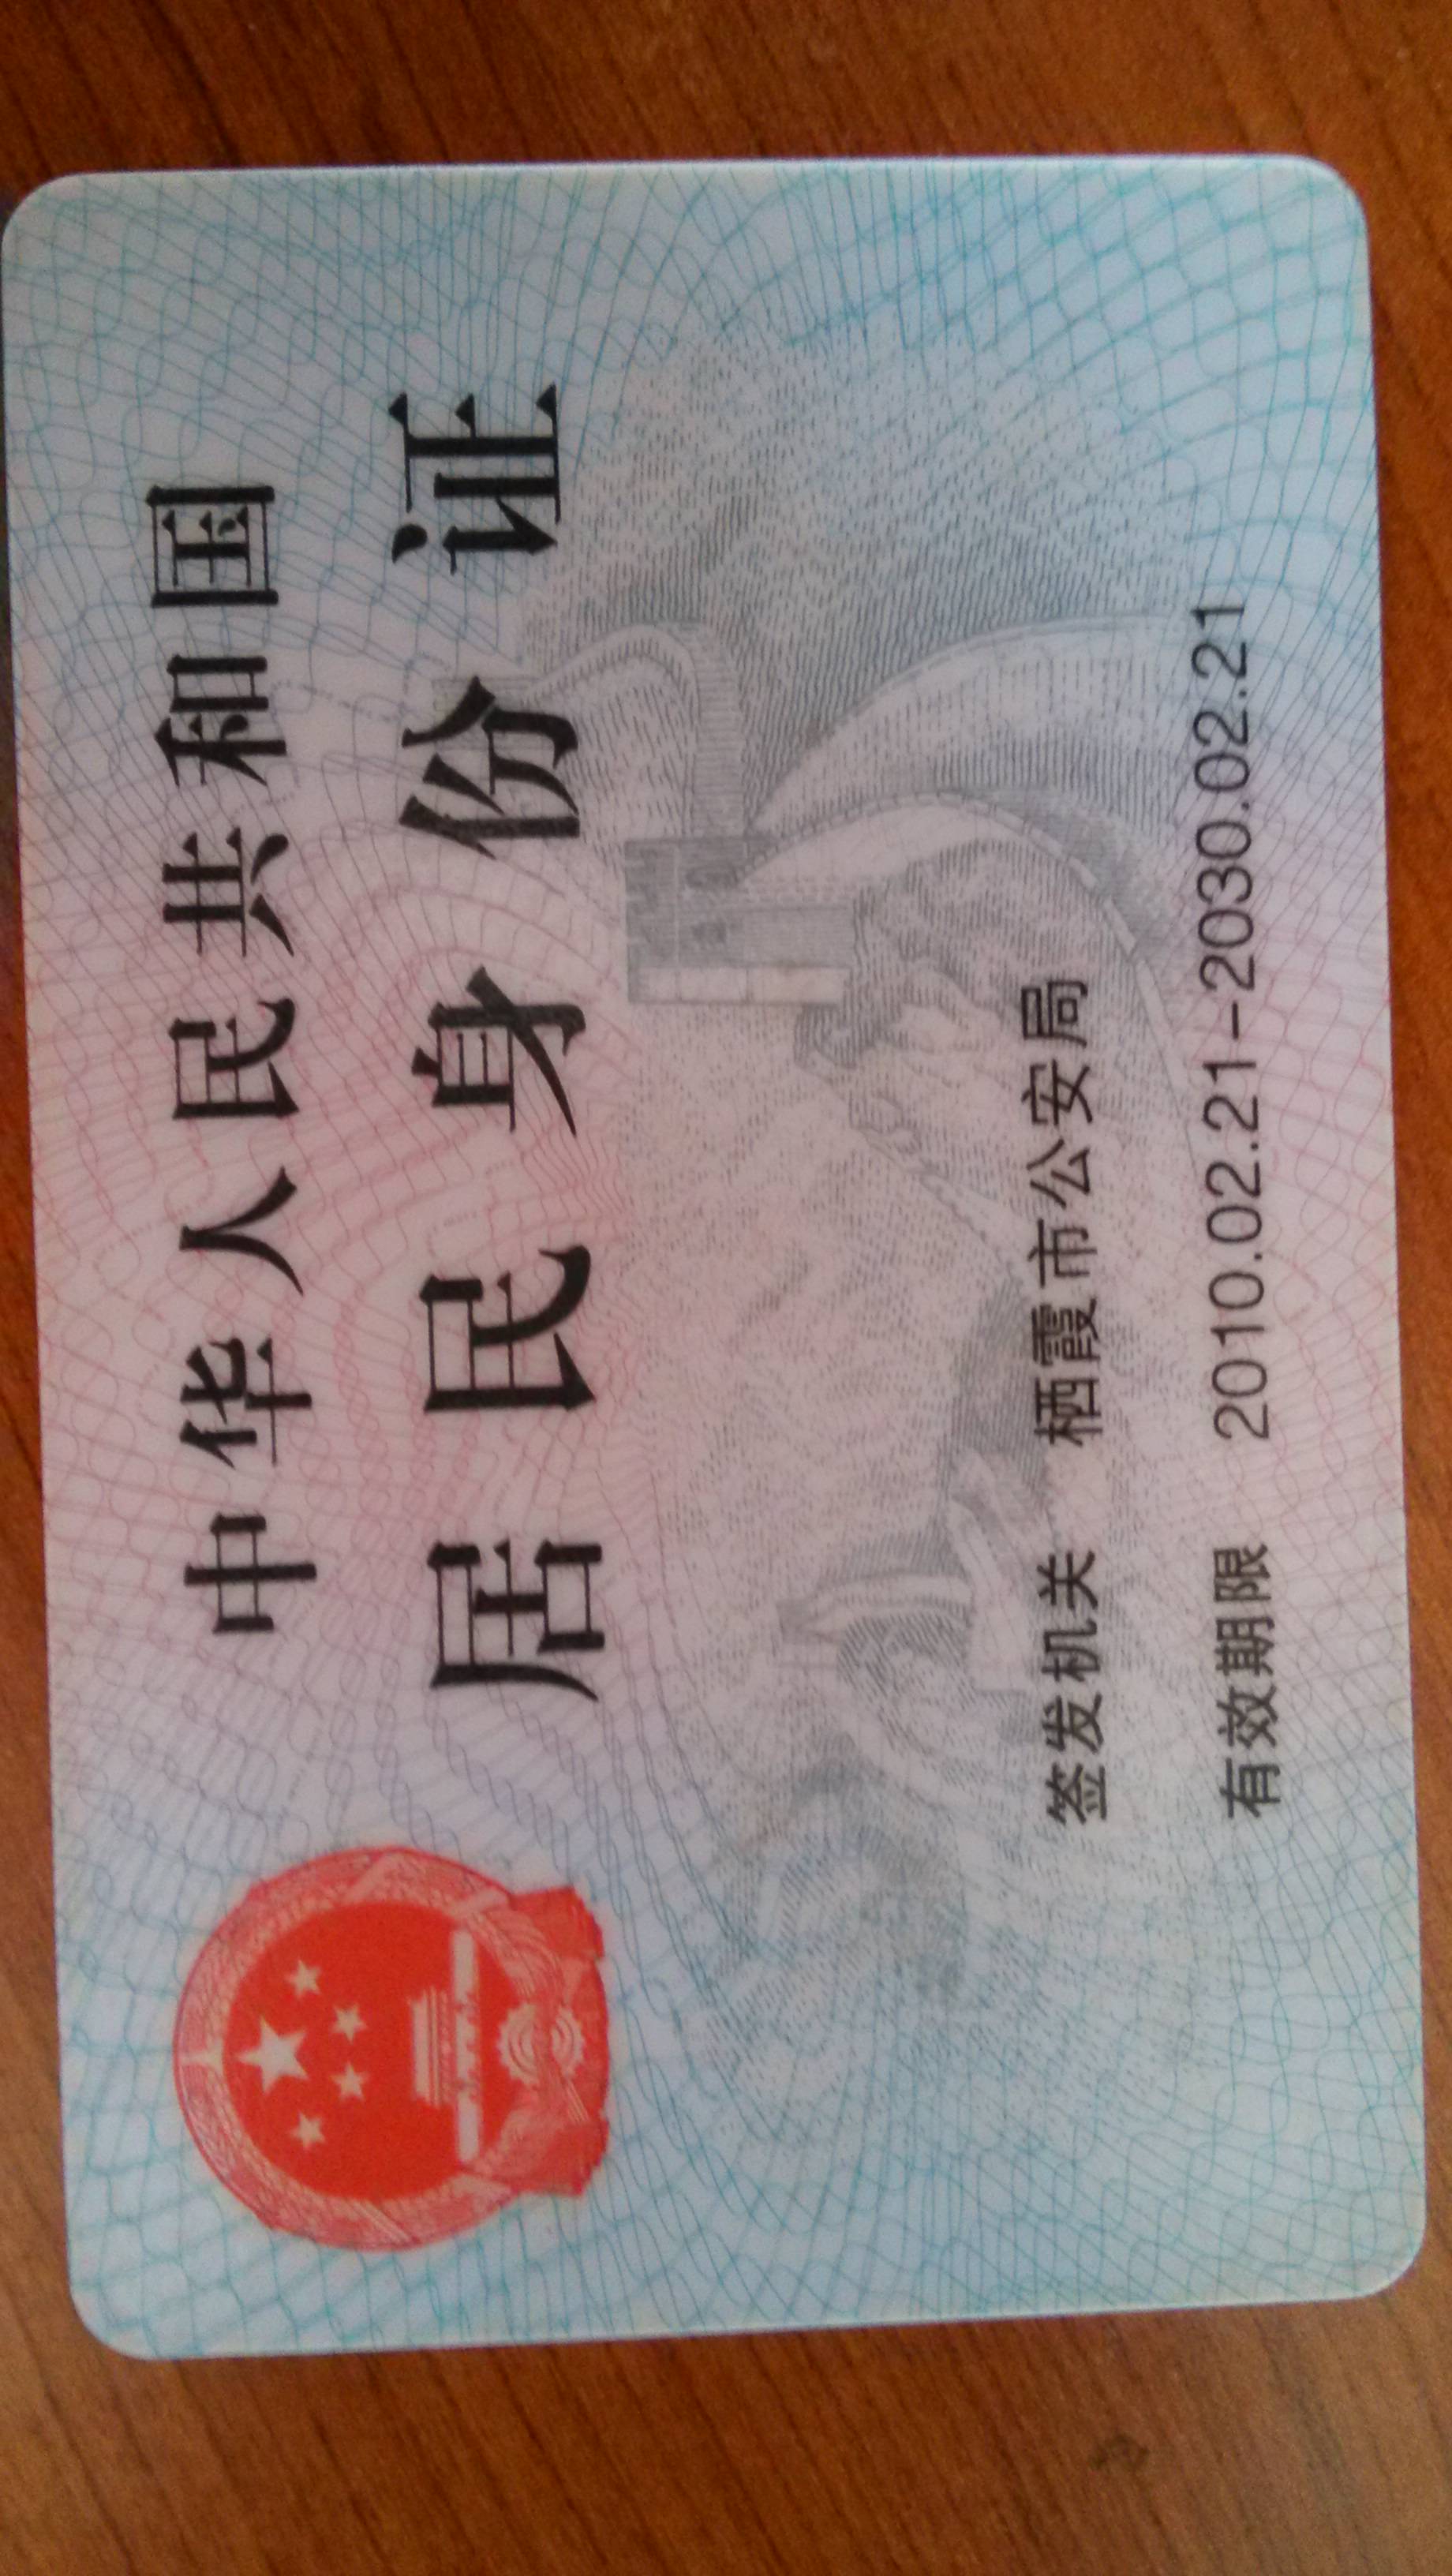 中华人民共和国
居民身份证
签发机关 栖霞市公安局
有效期限 2010.02.21-2030.02.21